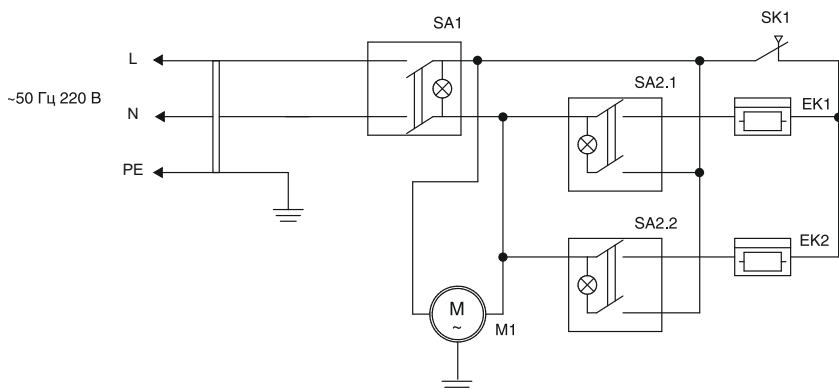 SA1
SK1
L
SA2.1
~50 Гц 220 В
EK1
N
PE
SA2.2
EK2
M
~
M1